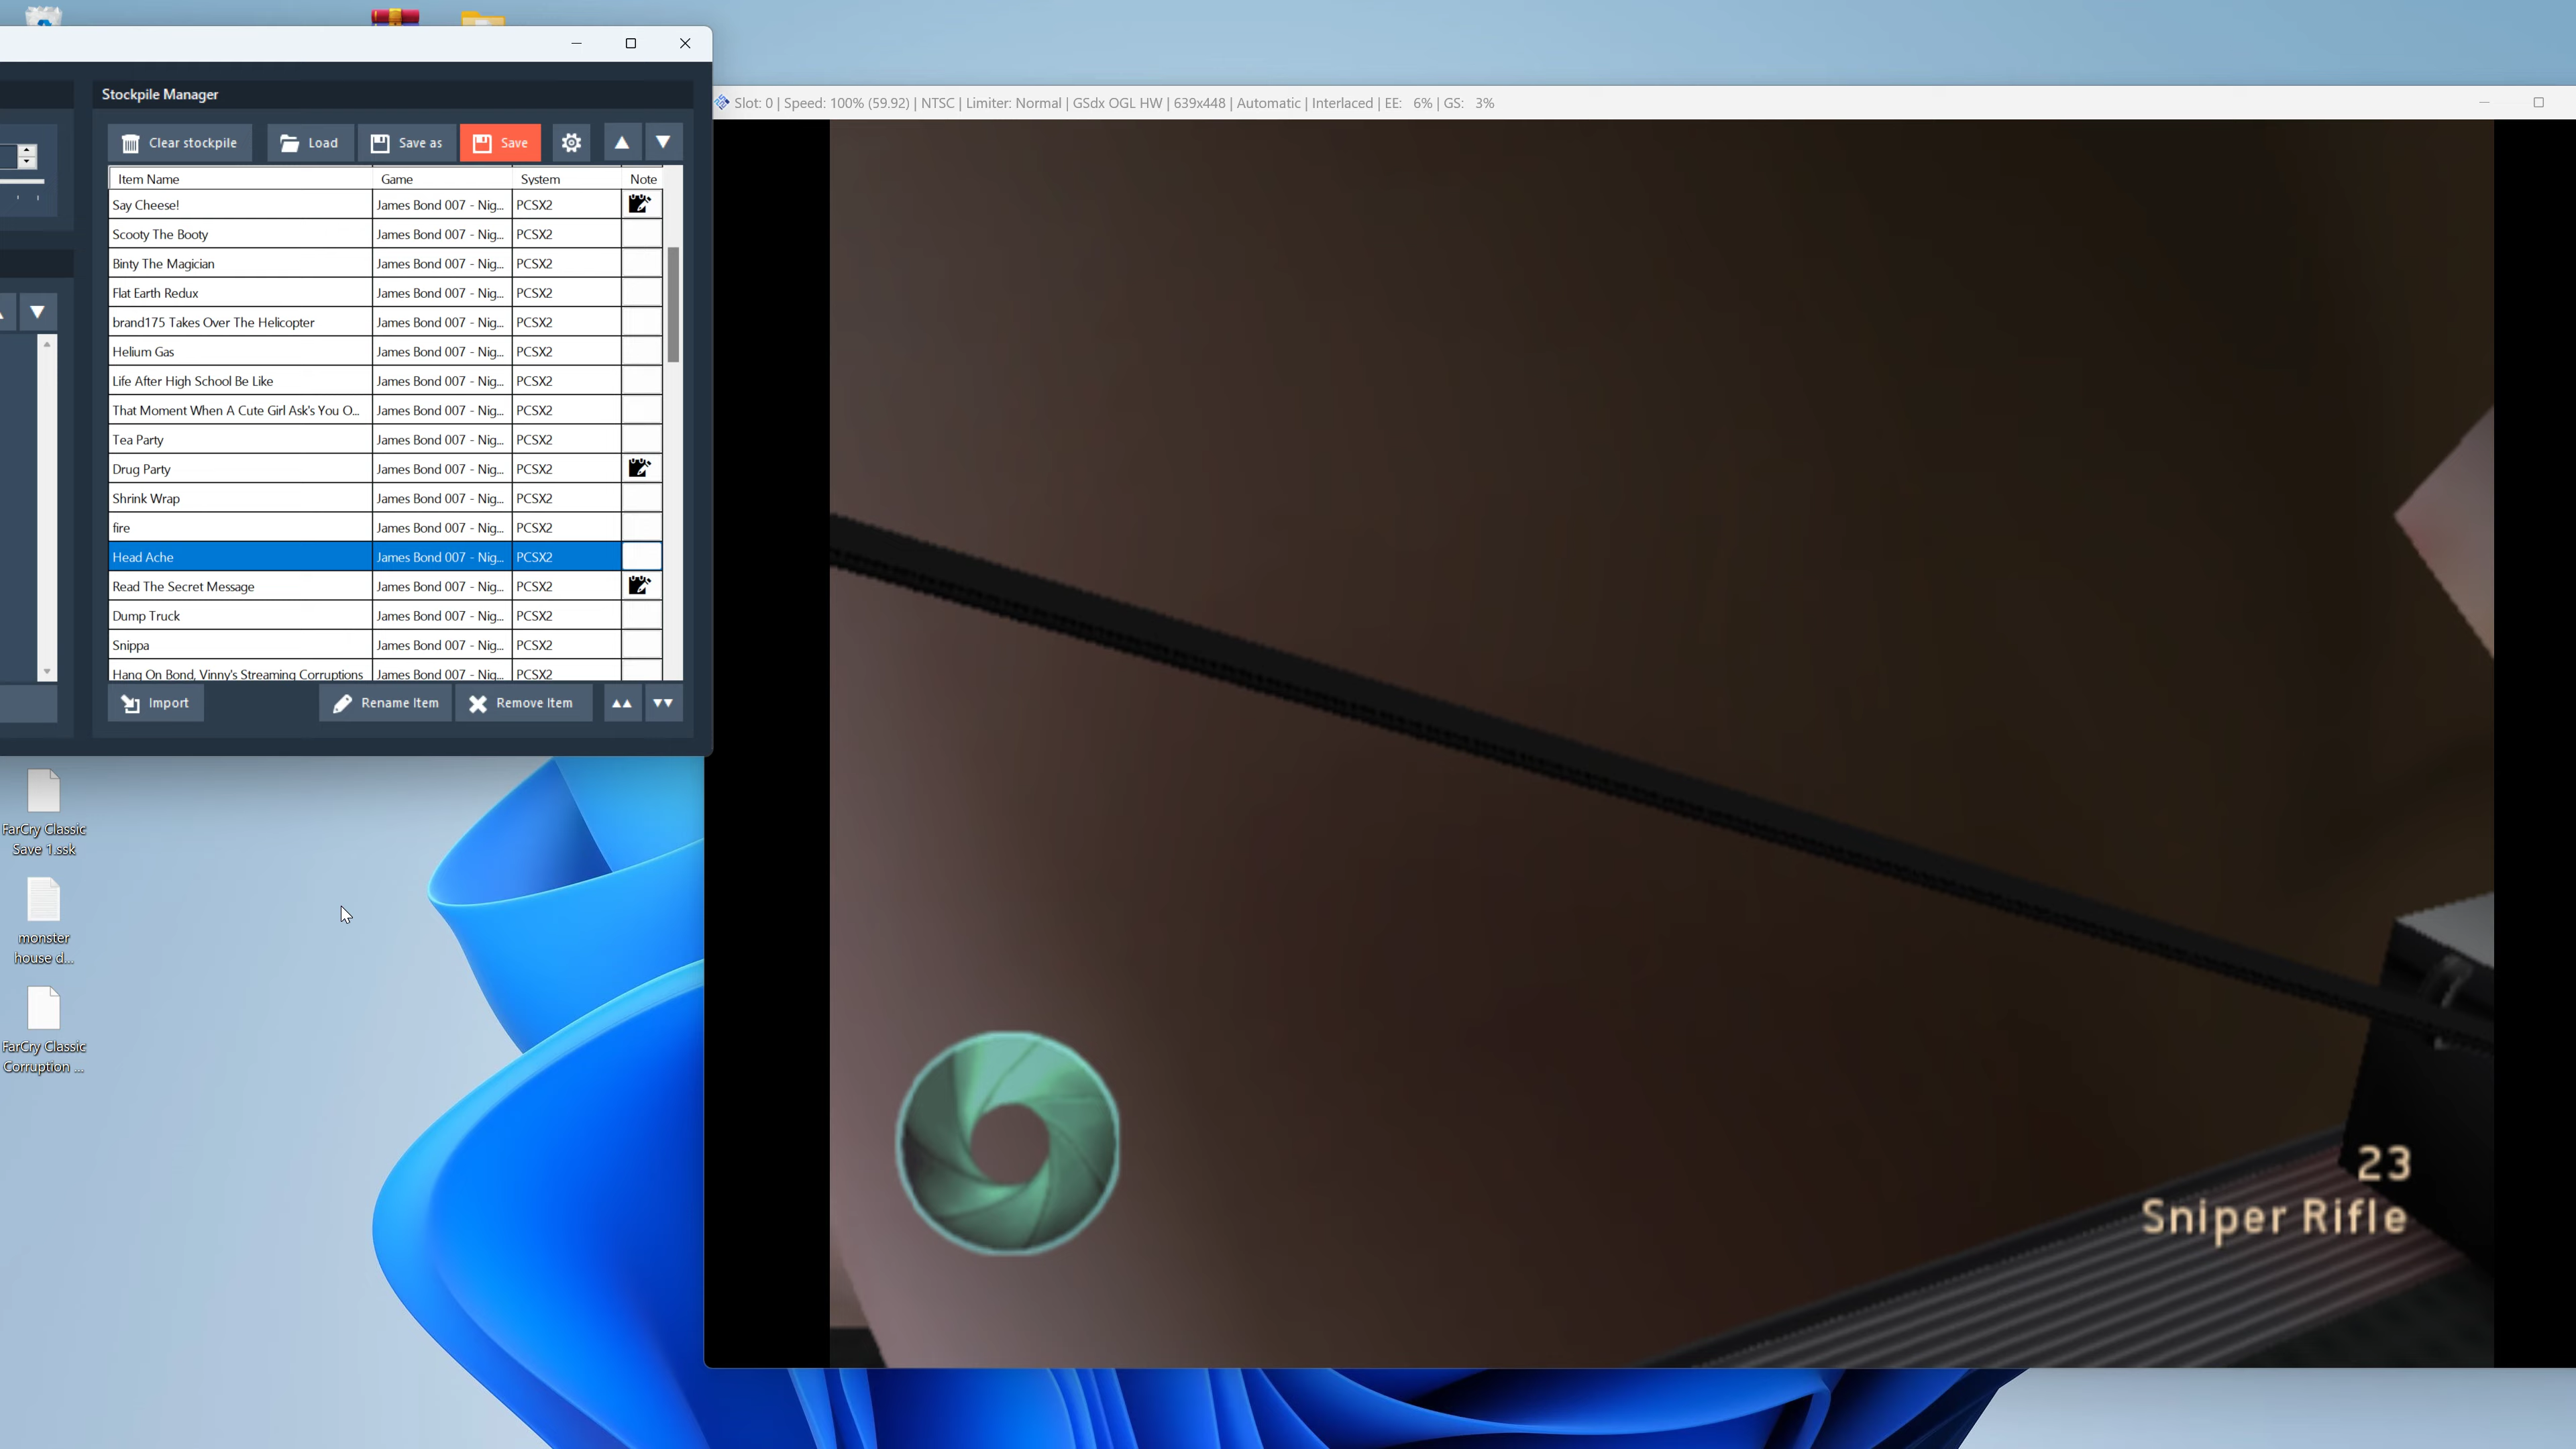 Stockpile Manager
Clear stockpile
Load
Save as
Save
Item Name Game System Note
Say Cheese! James Bond 007 - Nig... PCSX2
Scooty The Booty James Bond 007 - Nig... PCSX2
Binty The Magician James Bond 007 - Nig... PCSX2
Flat Earth Redux James Bond 007 - Nig... PCSX2
brand175 Takes Over The Helicopter James Bond 007 - Nig... PCSX2
Helium Gas James Bond 007 - Nig... PCSX2
Life After High School Be Like James Bond 007 - Nig... PCSX2
That Moment When A Cute Girl Ask's You O... James Bond 007 - Nig... PCSX2
Tea Party James Bond 007 - Nig... PCSX2
Drug Party James Bond 007 - Nig... PCSX2
Shrink Wrap James Bond 007 - Nig... PCSX2
fire James Bond 007 - Nig... PCSX2
Head Ache James Bond 007 - Nig... PCSX2
Read The Secret Message James Bond 007 - Nig... PCSX2
Dump Truck James Bond 007 - Nig... PCSX2
Snippa James Bond 007 - Nig... PCSX2
Hang On Bond, Vinny's Streaming Corruptions James Bond 007 - Nig... PCSX2
Import
Rename Item
Remove Item
FarCry Classic
Save 1.ssk
monster
house d...
FarCry Classic
Corruption ...
Slot: 0 | Speed: 100% (59.92) | NTSC | Limiter: Normal | GSdx OGL HW | 639x448 | Automatic | Interlaced | EE: 6% | GS: 3%
23
Sniper Rifle